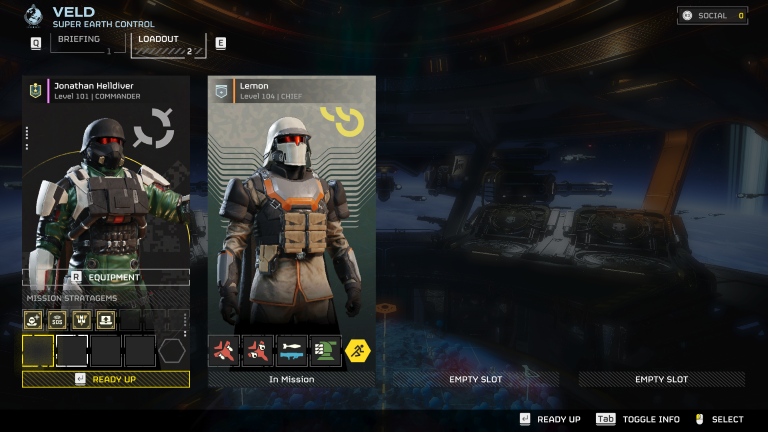 VELD
SUPER EARTH CONTROL
SOCIAL 0
Q
BRIEFING
1
LOADOUT
2
E
Jonathan Helldiver
Level 101 | COMMANDER
Lemon
Level 104 | CHIEF
R EQUIPMENT
MISSION STRATAGEMS
SOS
READY UP
In Mission
EMPTY SLOT
EMPTY SLOT
READY UP
Tab TOGGLE INFO
SELECT